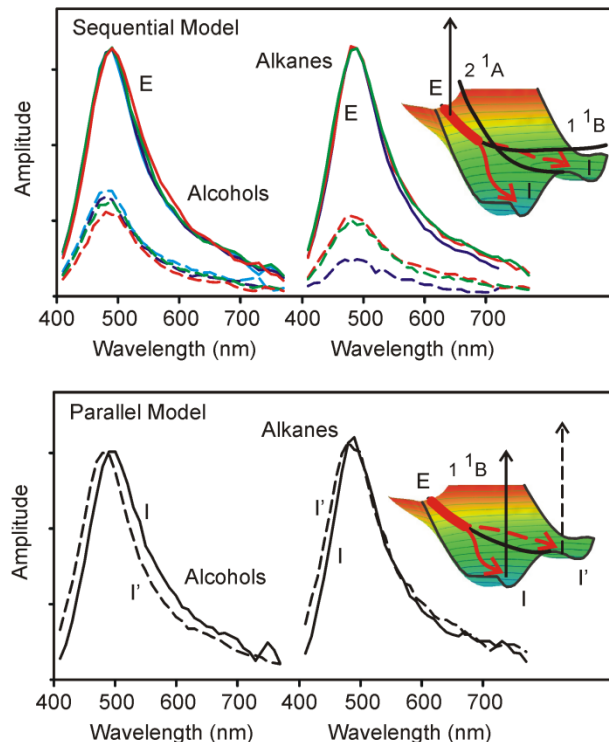 Sequential Model
Alkanes
E
E
Alcohols
Amplitude
400 500 600 700
400 500 600 700
Wavelength (nm)
Wavelength (nm)
E
2 ¹A
1 ¹B
I
I
Parallel Model
Alkanes
I
I'
Alcohols
I'
I
Amplitude
400 500 600 700
400 500 600 700
Wavelength (nm)
Wavelength (nm)
E
1 ¹B
I
I'